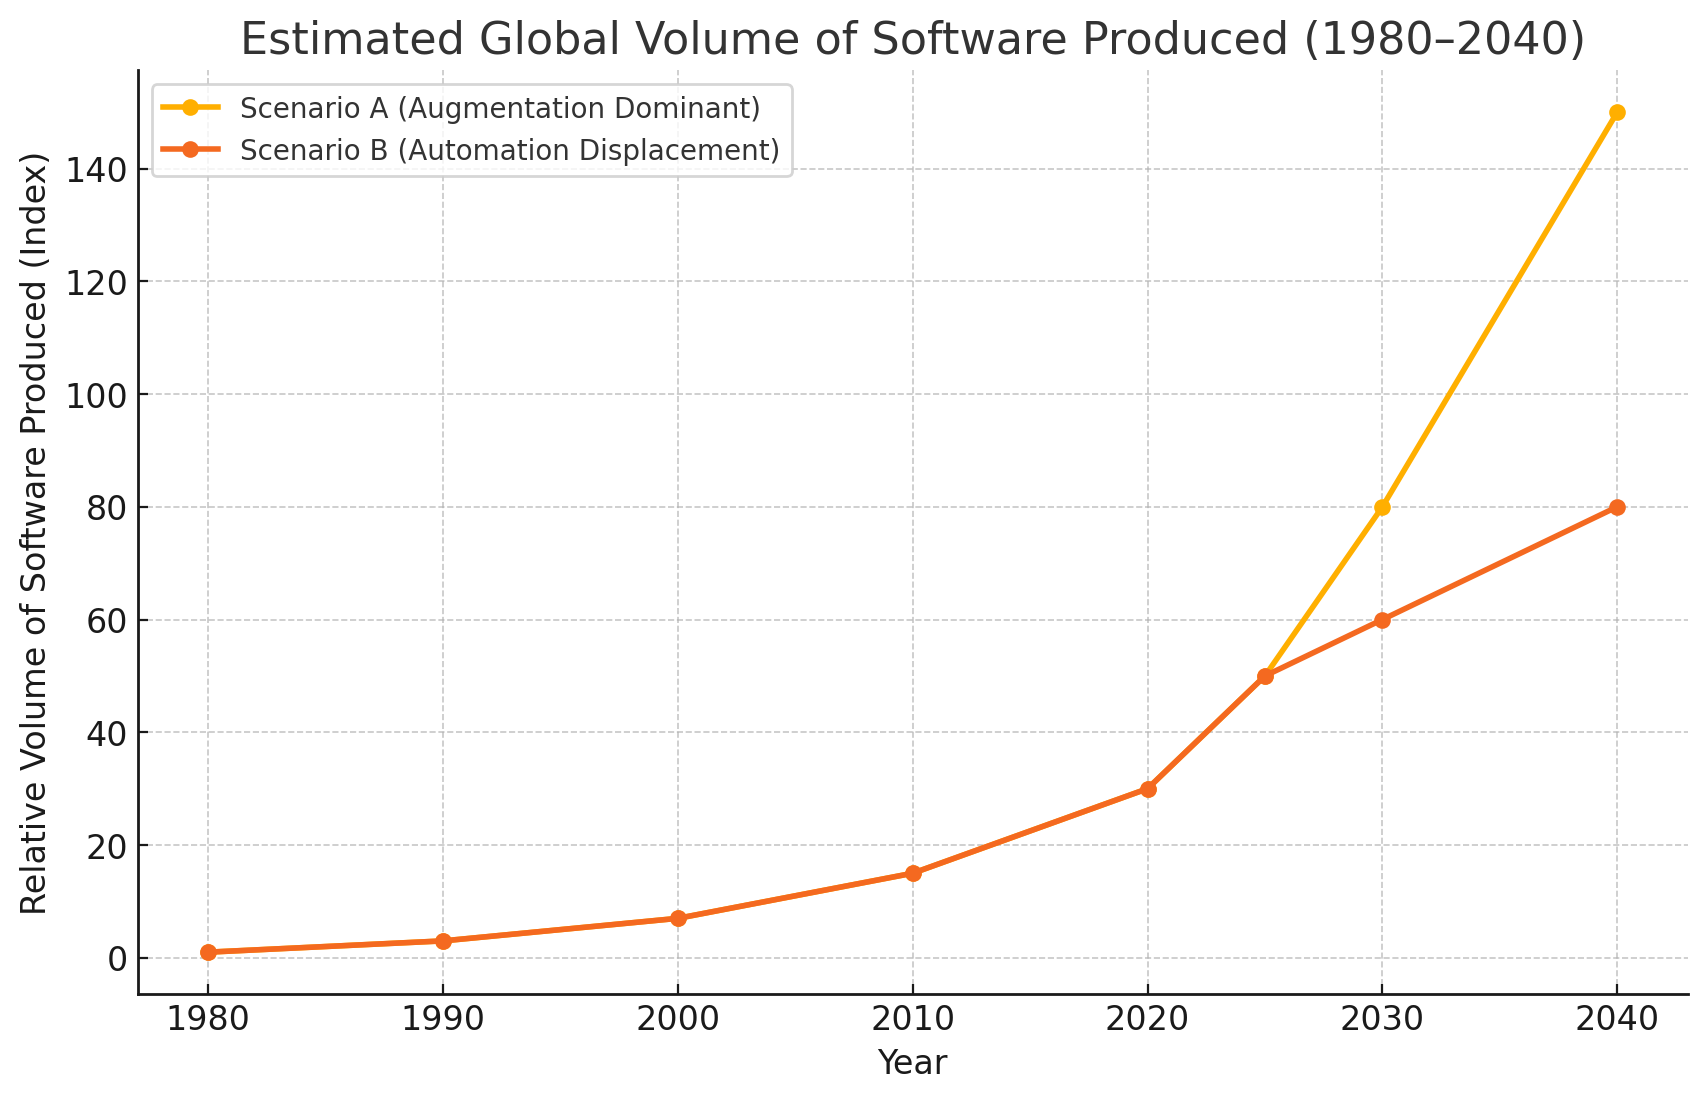 Estimated Global Volume of Software Produced (1980–2040)
Scenario A (Augmentation Dominant)
Scenario B (Automation Displacement)
Relative Volume of Software Produced (Index)
140
120
100
80
60
40
20
0
1980 1990 2000 2010 2020 2030 2040
Year